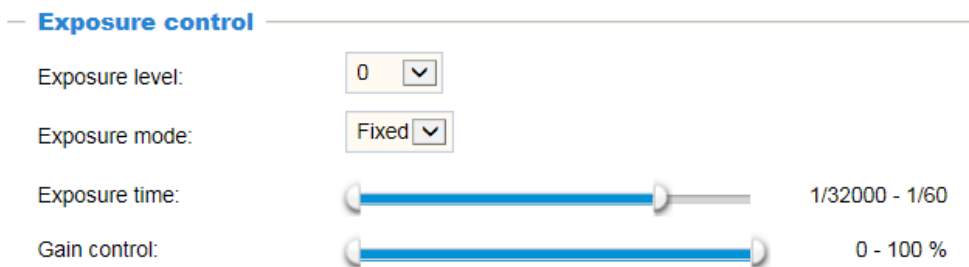 Exposure control
Exposure level: 0
Exposure mode: Fixed
Exposure time: 1/32000 - 1/60
Gain control: 0 - 100 %